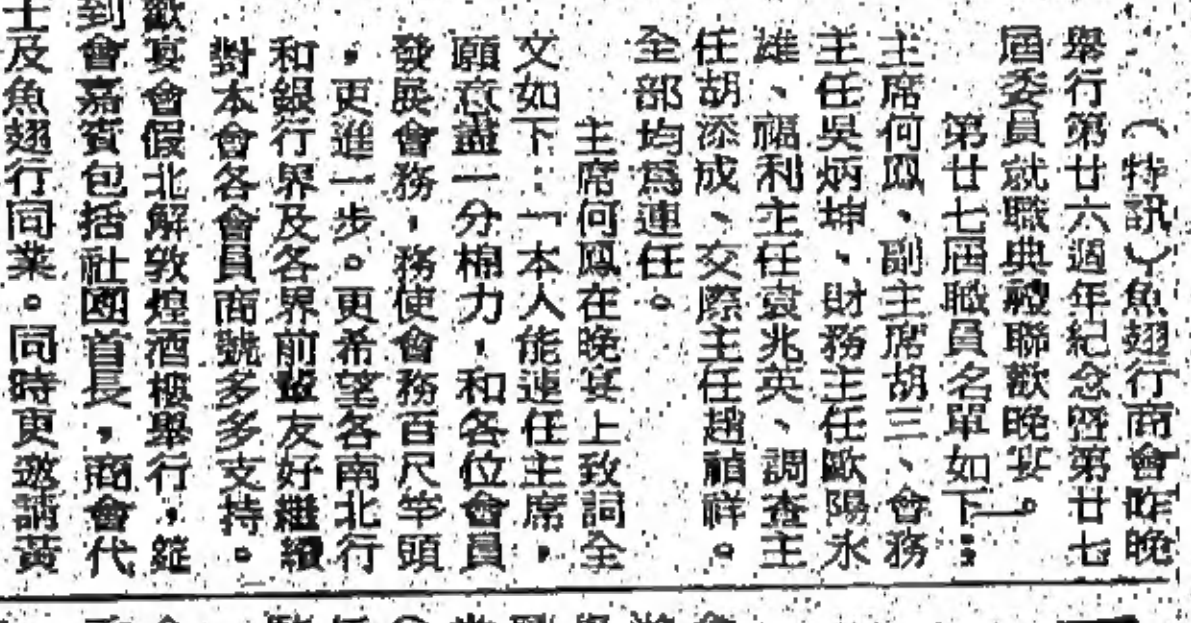 （特訊）魚翅行商會昨晚
舉行第廿六週年紀念暨第廿七
屆委員就職典禮聯歡晚宴。
第廿七屆職員名單如下：
主席何鳳、副主席胡三、會務
主任吳炳坤、財務主任歐陽永
雄、福利主任袁兆英、調查主
任胡添成、交際主任趙禎祥。
全部均爲連任。
主席何鳳在晚宴上致詞全
文如下：「本人能連任主席，
願意盡一分棉力，和各位會員
發展會務，務使會務百尺竿頭
，更進一步。更希望各南北行
和銀行界及各界前輩友好繼續
對本會各會員商號多多支持。
歡宴會假北解敦煌酒樓舉行，筵
到會嘉賓包括社團首長，商會代
士及魚翅行同業。同時更邀請黃